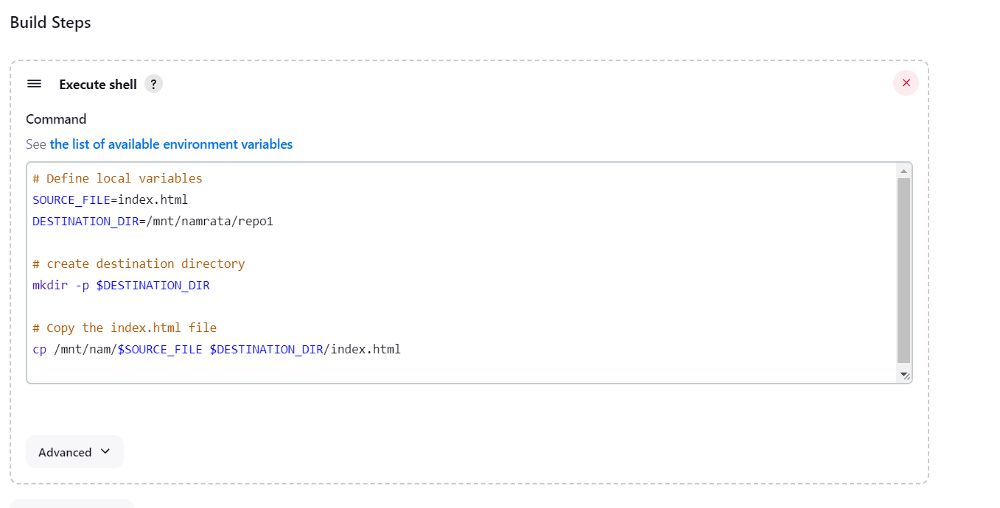 Build Steps
Execute shell ?
Command
See the list of available environment variables
# Define local variables
SOURCE_FILE=index.html
DESTINATION_DIR=/mnt/namrata/repo1
# create destination directory
mkdir -p $DESTINATION_DIR
# Copy the index.html file
cp /mnt/nam/$SOURCE_FILE $DESTINATION_DIR/index.html
Advanced